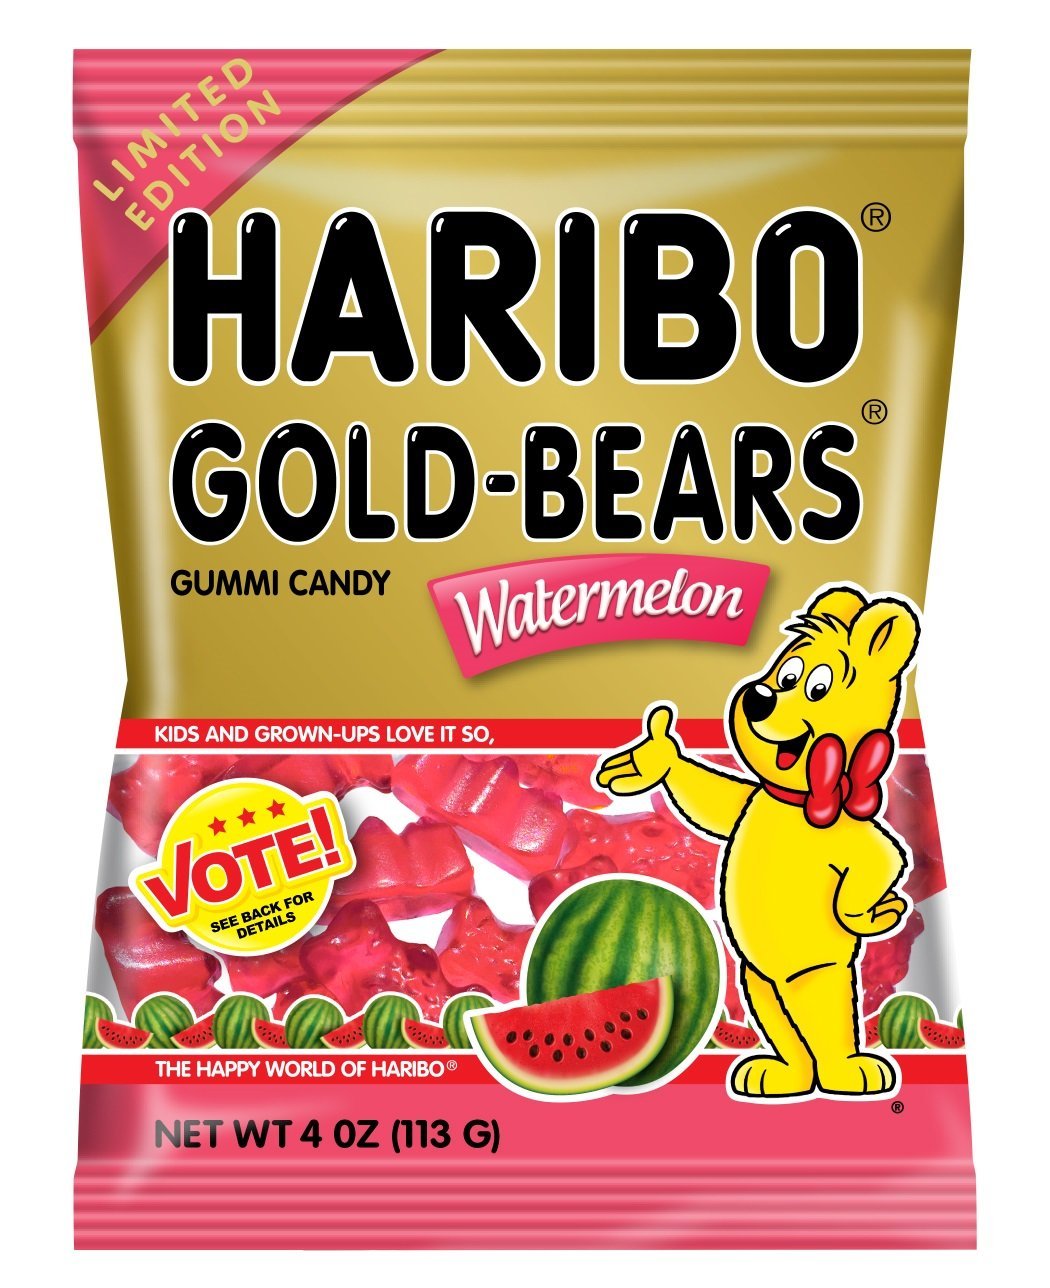 LIMITED
EDITION
HARIBO®
GOLD-BEARS®
GUMMI CANDY
Watermelon
KIDS AND GROWN-UPS LOVE IT SO,
VOTE!
SEE BACK FOR
DETAILS
THE HAPPY WORLD OF HARIBO®
®
NET WT 4 OZ (113 G)